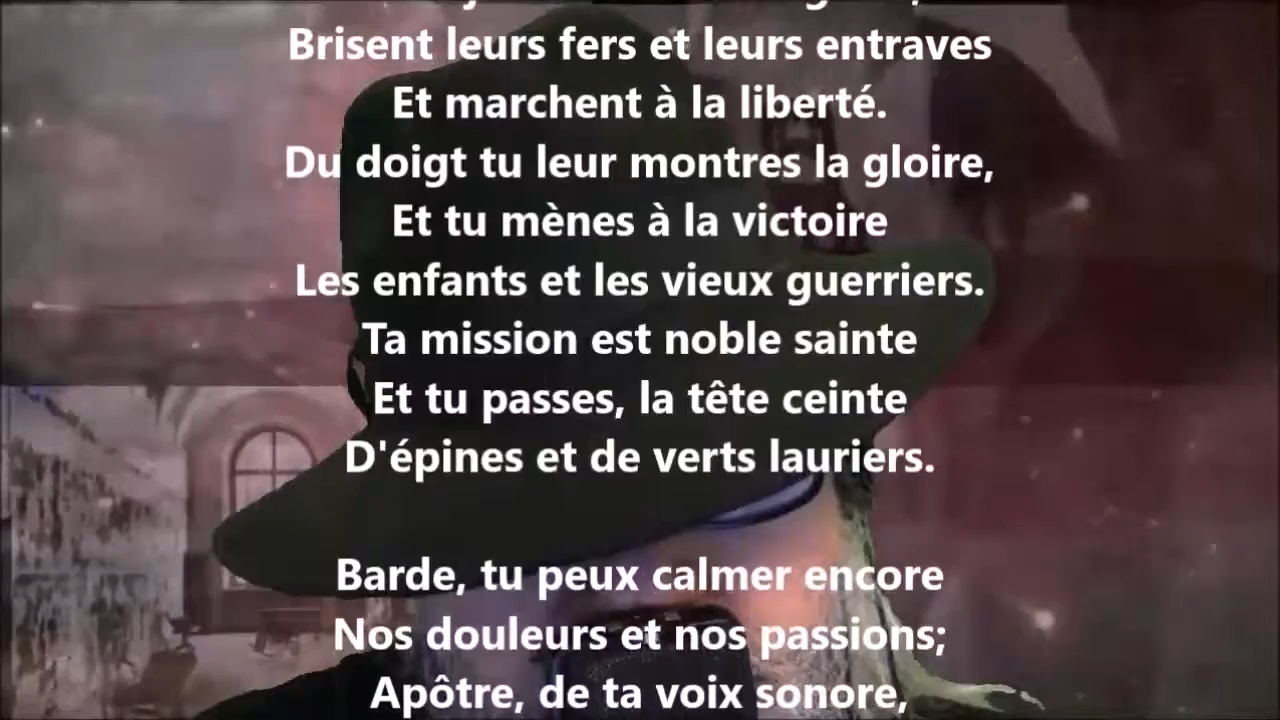 Brisent leurs fers et leurs entraves
Et marchent à la liberté.
Du doigt tu leur montres la gloire,
Et tu mènes à la victoire
Les enfants et les vieux guerriers.
Ta mission est noble sainte
Et tu passes, la tête ceinte
D'épines et de verts lauriers.
Barde, tu peux calmer encore
Nos douleurs et nos passions;
Apôtre, de ta voix sonore,